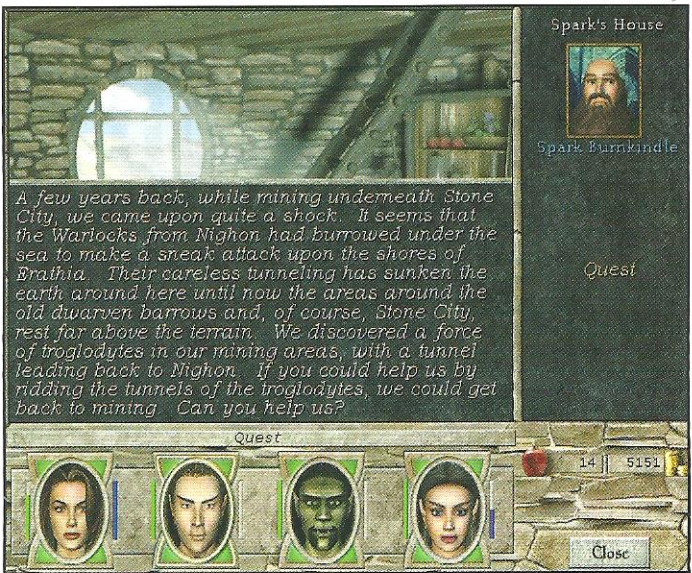 Spark's House
Spark Burnkindle
A few years back, while mining underneath Stone
City, we came upon quite a shock. It seems that
the Warlocks from Nighon had burrowed under the
sea to make a sneak attack upon the shores of
Erathia. Their careless tunneling has sunken the
earth around here until now the areas around the
old dwarven barrows and, of course, Stone City,
rest far above the terrain. We discovered a force
of troglodytes in our mining areas, with a tunnel
leading back to Nighon. If you could help us by
ridding the tunnels of the troglodytes, we could get
back to mining. Can you help us?
Quest
Quest
14 5151
Close